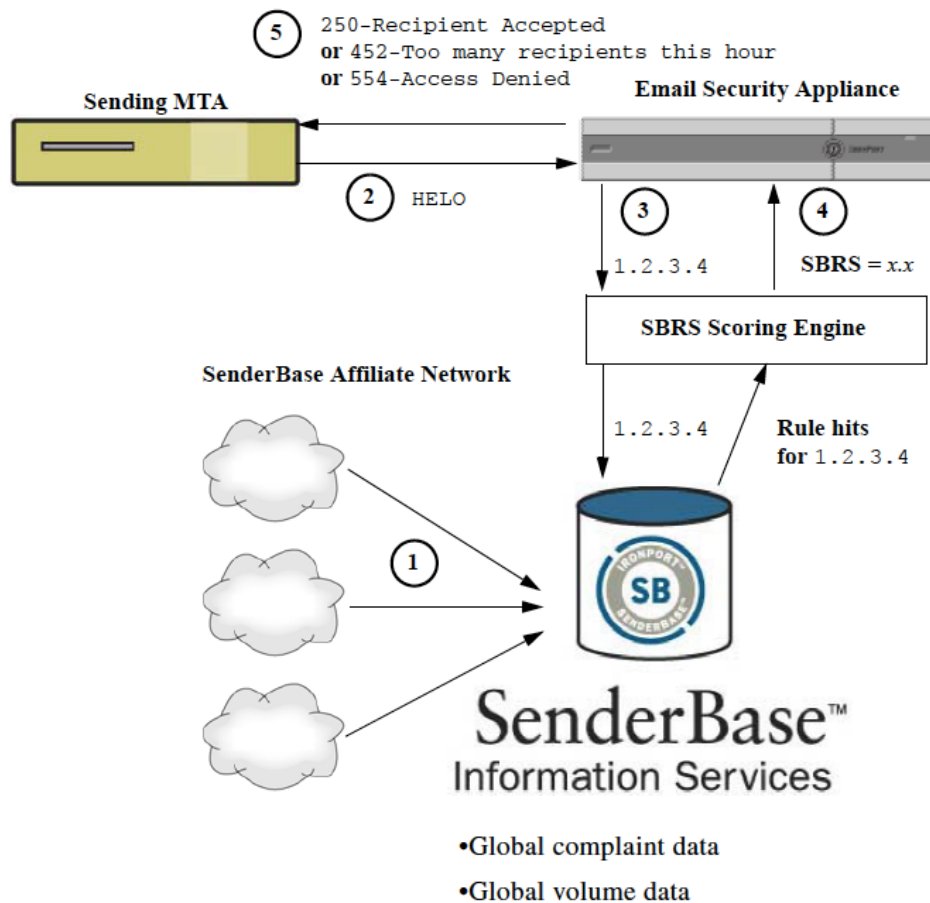 5
250-Recipient Accepted
or 452-Too many recipients this hour
or 554-Access Denied
Sending MTA
Email Security Appliance
IRONPORT
2
HELO
3
4
1.2.3.4
SBRS = x.x
SBRS Scoring Engine
SenderBase Affiliate Network
1.2.3.4
Rule hits
for 1.2.3.4
1
IRONPORT™
SB
SENDERBASE™
SenderBase™
Information Services
•Global complaint data
•Global volume data